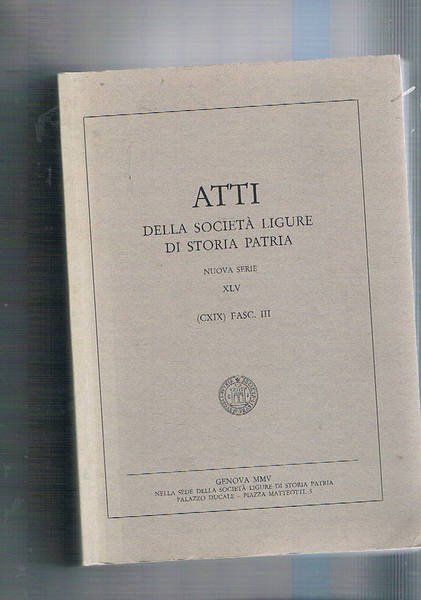 ATTI
DELLA SOCIETÀ LIGURE
DI STORIA PATRIA
NUOVA SERIE
XLV
(CXIX) FASC. III
GENOVA MMV
NELLA SEDE DELLA SOCIETÀ LIGURE DI STORIA PATRIA
PALAZZO DUCALE – PIAZZA MATTEOTTI, 5